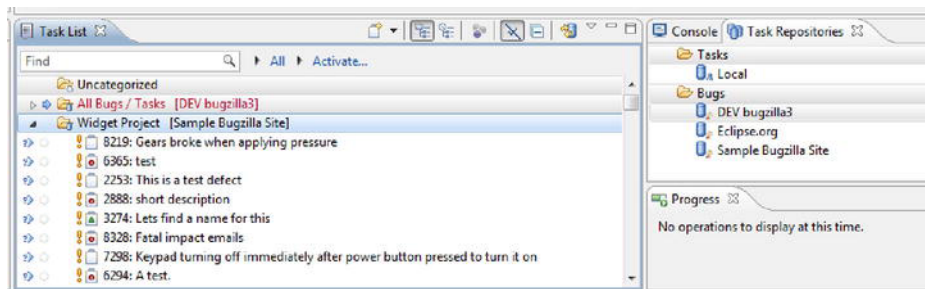 Task List
Find
All
Activate...
Uncategorized
All Bugs / Tasks [DEV bugzilla3]
Widget Project [Sample Bugzilla Site]
8219: Gears broke when applying pressure
6365: test
2253: This is a test defect
2888: short description
3274: Lets find a name for this
8328: Fatal impact emails
7298: Keypad turning off immediately after power button pressed to turn it on
6294: A test.
Console
Task Repositories
Tasks
Local
Bugs
DEV bugzilla3
Eclipse.org
Sample Bugzilla Site
Progress
No operations to display at this time.